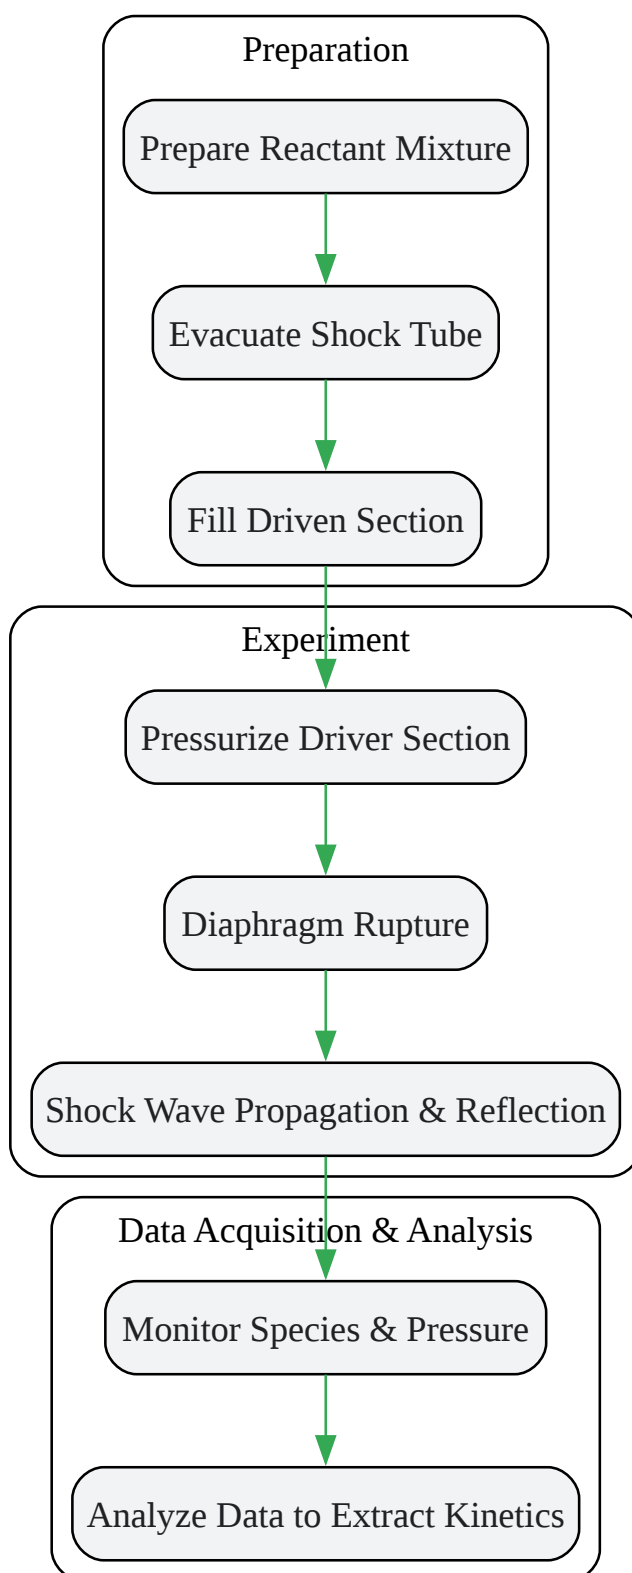 Preparation
Prepare Reactant Mixture
Evacuate Shock Tube
Fill Driven Section
Experiment
Pressurize Driver Section
Diaphragm Rupture
Shock Wave Propagation & Reflection
Data Acquisition & Analysis
Monitor Species & Pressure
Analyze Data to Extract Kinetics